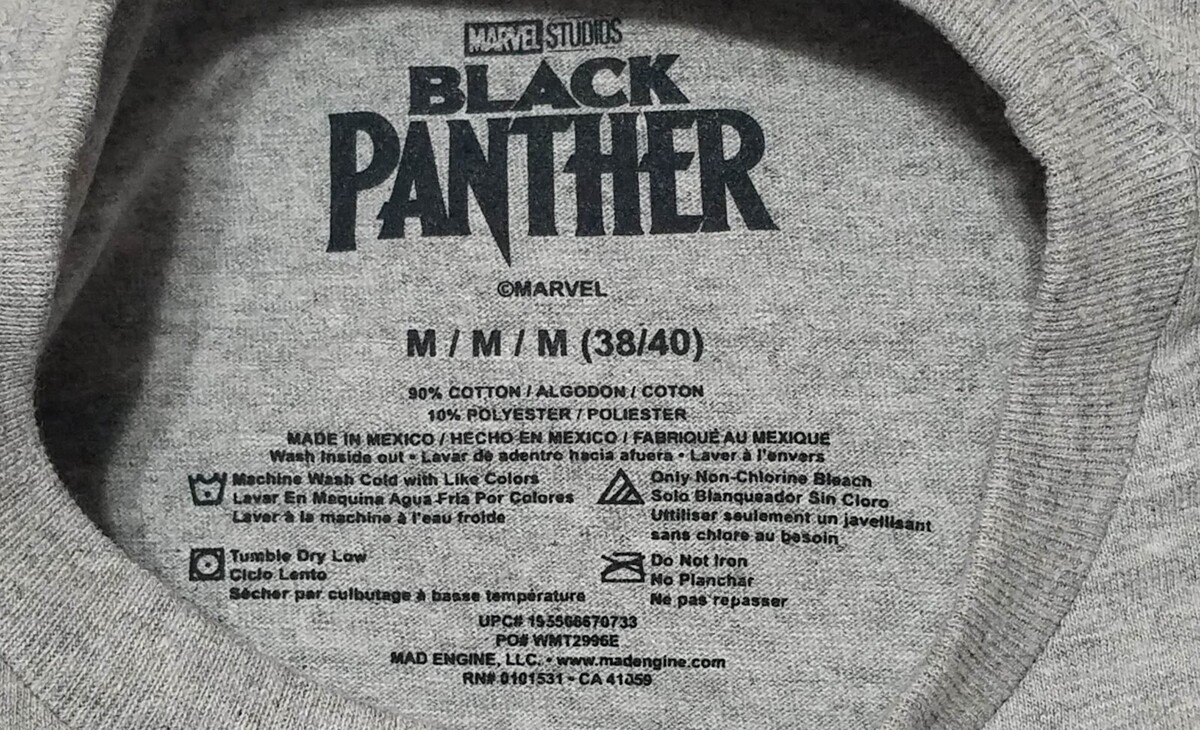 MARVEL STUDIOS
BLACK
PANTHER
©MARVEL
M / M / M (38/40)
90% COTTON / ALGODON / COTON
10% POLYESTER / POLIESTER
MADE IN MEXICO / HECHO EN MEXICO / FABRIQUÉ AU MEXIQUE
Wash Inside out • Lavar de adentro hacia afuera • Laver à l'envers
Machine Wash Cold with Like Colors
Lavar En Maquina Agua Fria Por Colores
Laver à la machine à l'eau froide
Only Non-Chlorine Bleach
Solo Blanqueador Sin Cloro
Uttiliser seulement un javellisant
sans chlore au besoin
Tumble Dry Low
Ciclo Lento
Sécher par culbutage à basse température
Do Not Iron
No Planchar
Ne pas repasser
UPC# 195566670733
PO# WMT2996E
MAD ENGINE, LLC. • www.madengine.com
RN# 0101531 • CA 41059